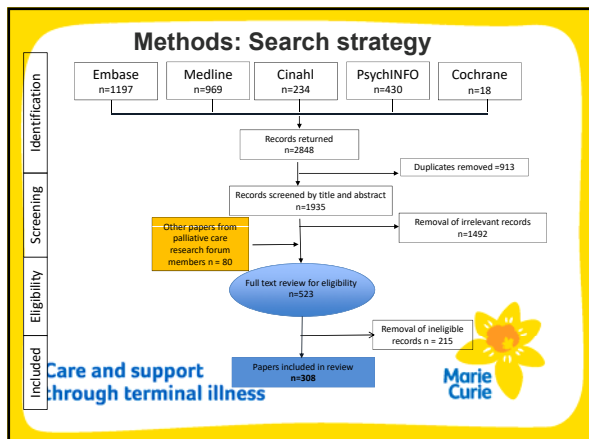 Methods: Search strategy
Identification
Embase
n=1197
Medline
n=969
Cinahl
n=234
PsychINFO
n=430
Cochrane
n=18
Records returned
n=2848
Duplicates removed =913
Screening
Records screened by title and abstract
n=1935
Other papers from
palliative care
research forum
members n = 80
Removal of irrelevant records
n=1492
Eligibility
Full text review for eligibility
n=523
Removal of ineligible
records n = 215
Included
Papers included in review
n=308
Care and support
through terminal illness
Marie
Curie